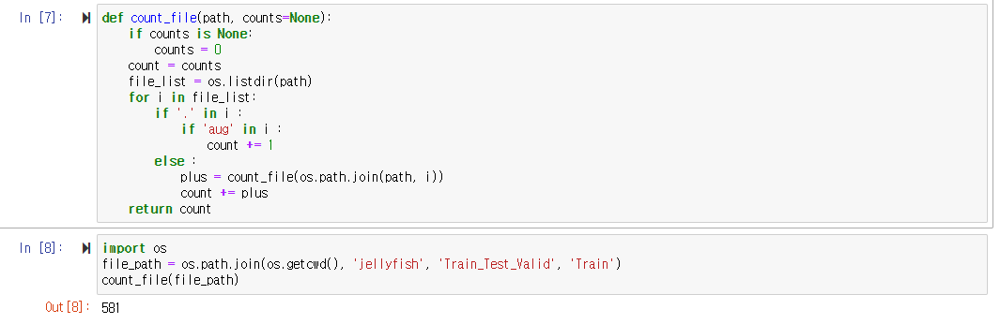 In [7]:
def count_file(path, counts=None):
    if counts is None:
        counts = 0
    count = counts
    file_list = os.listdir(path)
    for i in file_list:
        if '.' in i :
            if 'aug' in i :
                count += 1
        else :
            plus = count_file(os.path.join(path, i))
            count += plus
    return count
In [8]:
import os
file_path = os.path.join(os.getcwd(), 'jellyfish', 'Train_Test_Valid', 'Train')
count_file(file_path)
Out[8]: 581